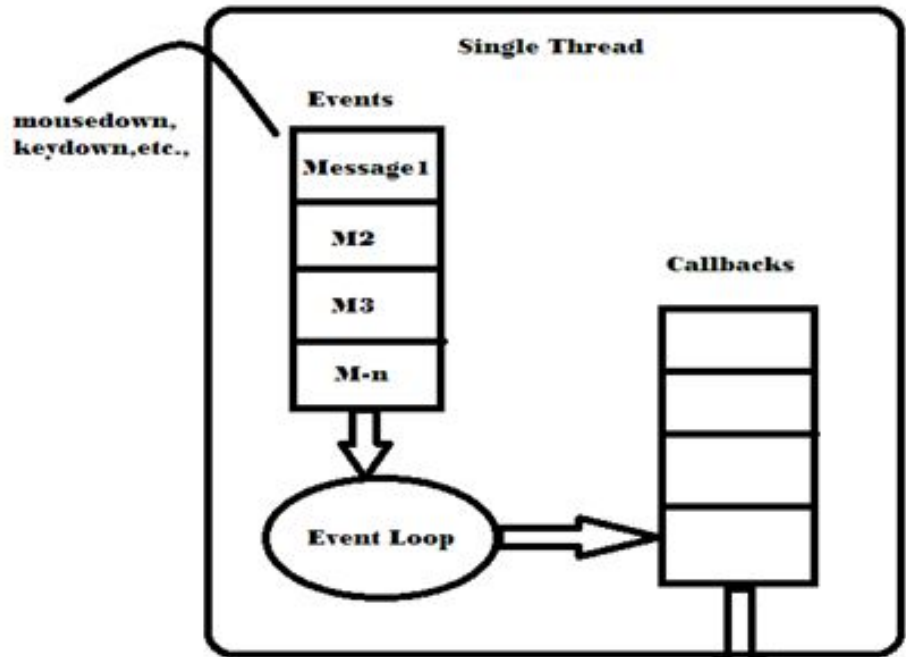 Single Thread
Events
mousedown,
keydown,etc.,
Message1
M2
M3
M-n
Callbacks
Event Loop